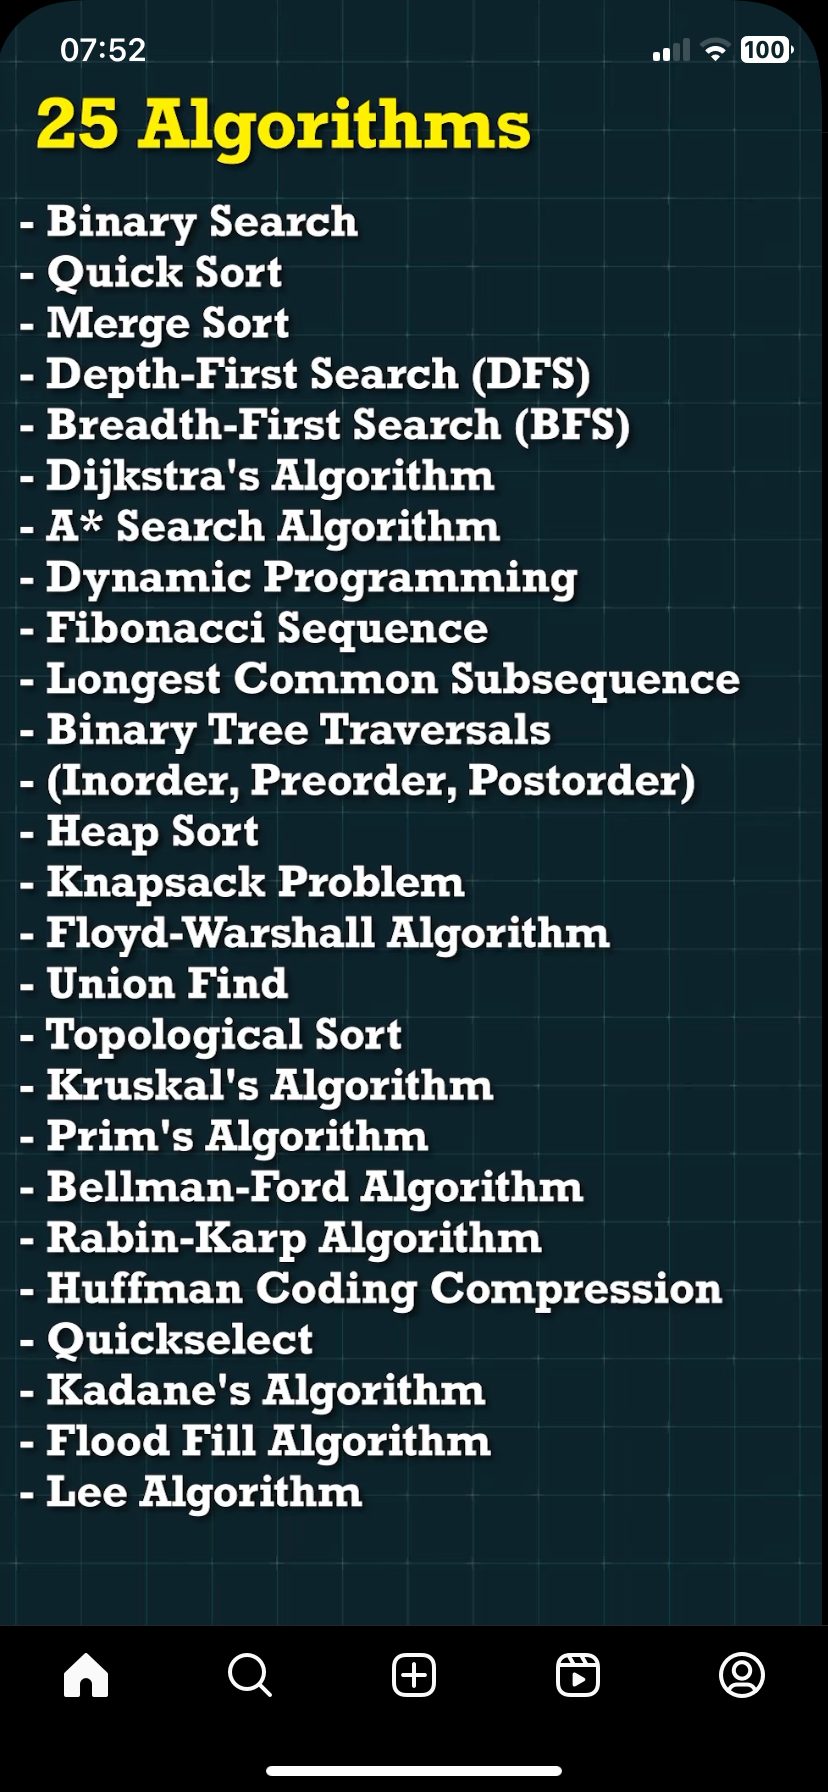 07:52
100
25 Algorithms
- Binary Search
- Quick Sort
- Merge Sort
- Depth-First Search (DFS)
- Breadth-First Search (BFS)
- Dijkstra's Algorithm
- A* Search Algorithm
- Dynamic Programming
- Fibonacci Sequence
- Longest Common Subsequence
- Binary Tree Traversals
- (Inorder, Preorder, Postorder)
- Heap Sort
- Knapsack Problem
- Floyd-Warshall Algorithm
- Union Find
- Topological Sort
- Kruskal's Algorithm
- Prim's Algorithm
- Bellman-Ford Algorithm
- Rabin-Karp Algorithm
- Huffman Coding Compression
- Quickselect
- Kadane's Algorithm
- Flood Fill Algorithm
- Lee Algorithm